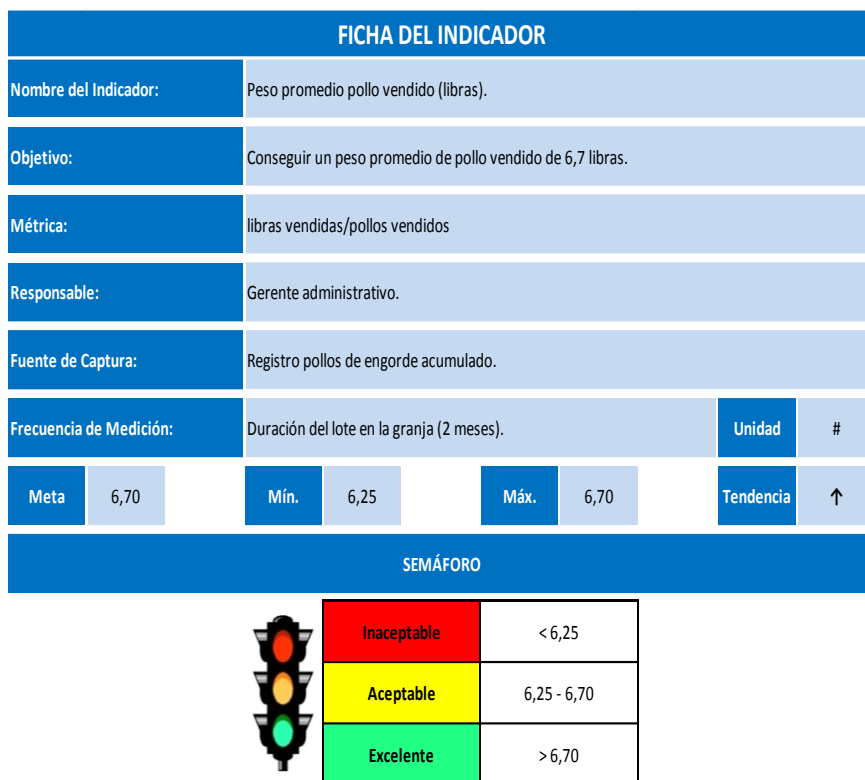 FICHA DEL INDICADOR
Nombre del Indicador: Peso promedio pollo vendido (libras).
Objetivo: Conseguir un peso promedio de pollo vendido de 6,7 libras.
Métrica: libras vendidas/pollos vendidos
Responsable: Gerente administrativo.
Fuente de Captura: Registro pollos de engorde acumulado.
Frecuencia de Medición: Duración del lote en la granja (2 meses). Unidad #
Meta 6,70 Mín. 6,25 Máx. 6,70 Tendencia ↑
SEMÁFORO
Inaceptable < 6,25
Aceptable 6,25 - 6,70
Excelente > 6,70